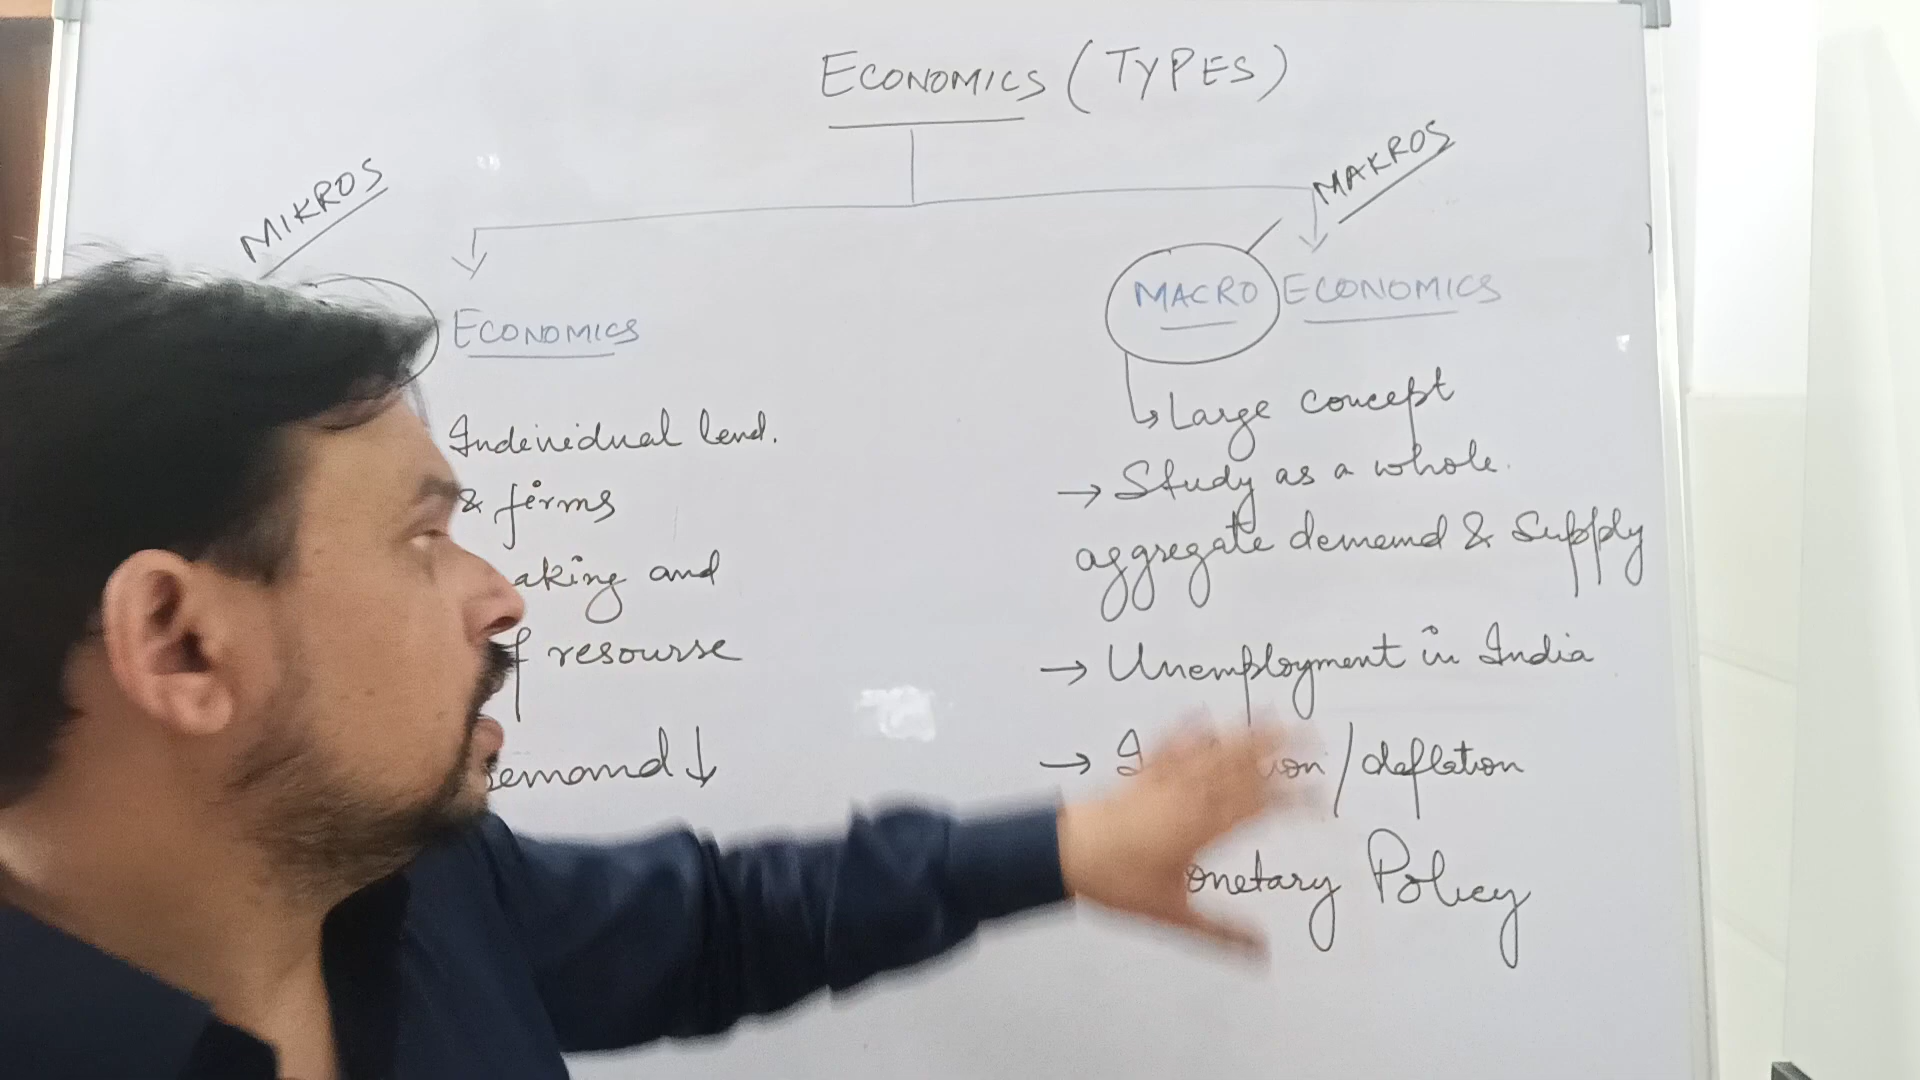 ECONOMICS (TYPES)
MIKROS
ECONOMICS
Individual lend.
& firms
aking and
f resourse
emand ↓
MAKROS
MACRO ECONOMICS
↳ Large concept
→ Study as a whole.
aggregate demand & Supply
→ Unemployment in India
→ /defletion
onetary Policy